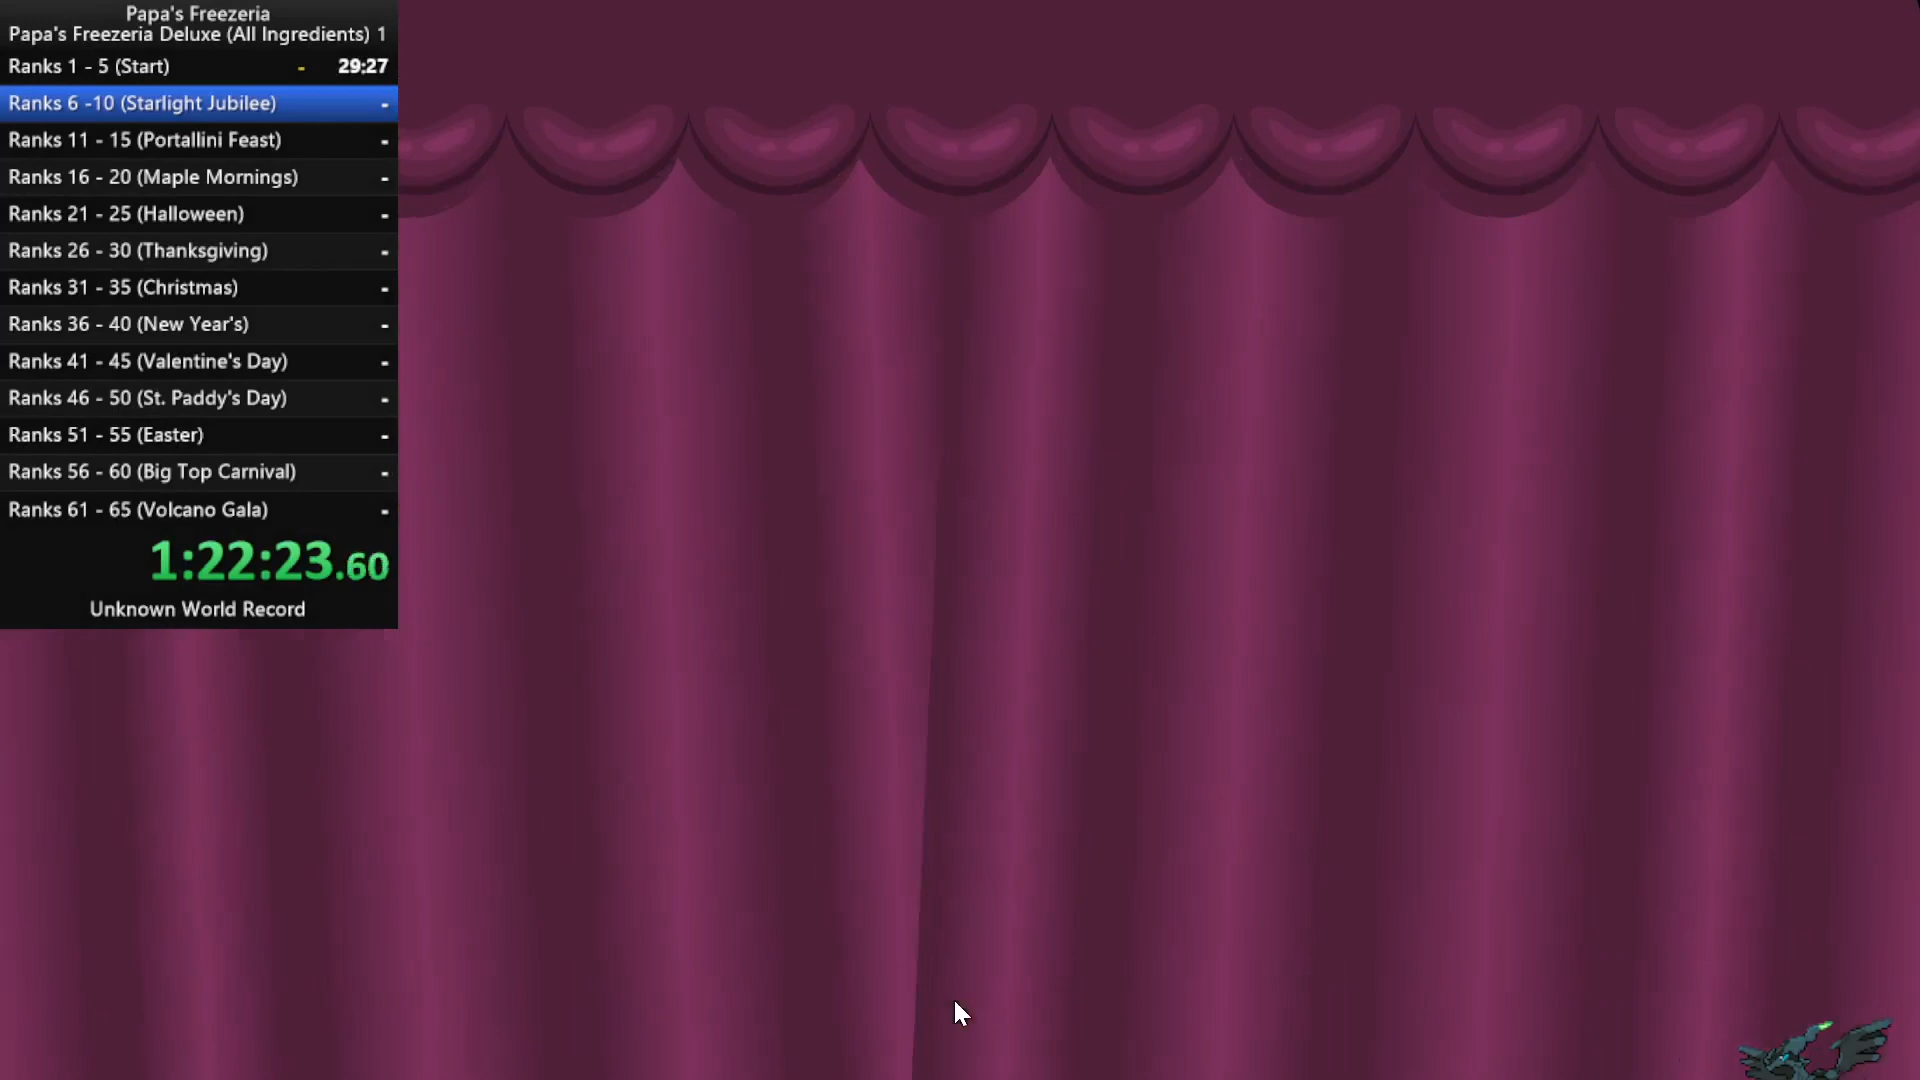 Papa's Freezeria
Papa's Freezeria Deluxe (All Ingredients) 1
Ranks 1 - 5 (Start) - 29:27
Ranks 6 -10 (Starlight Jubilee) -
Ranks 11 - 15 (Portallini Feast) -
Ranks 16 - 20 (Maple Mornings) -
Ranks 21 - 25 (Halloween) -
Ranks 26 - 30 (Thanksgiving) -
Ranks 31 - 35 (Christmas) -
Ranks 36 - 40 (New Year's) -
Ranks 41 - 45 (Valentine's Day) -
Ranks 46 - 50 (St. Paddy's Day) -
Ranks 51 - 55 (Easter) -
Ranks 56 - 60 (Big Top Carnival) -
Ranks 61 - 65 (Volcano Gala) -
1:22:23.60
Unknown World Record